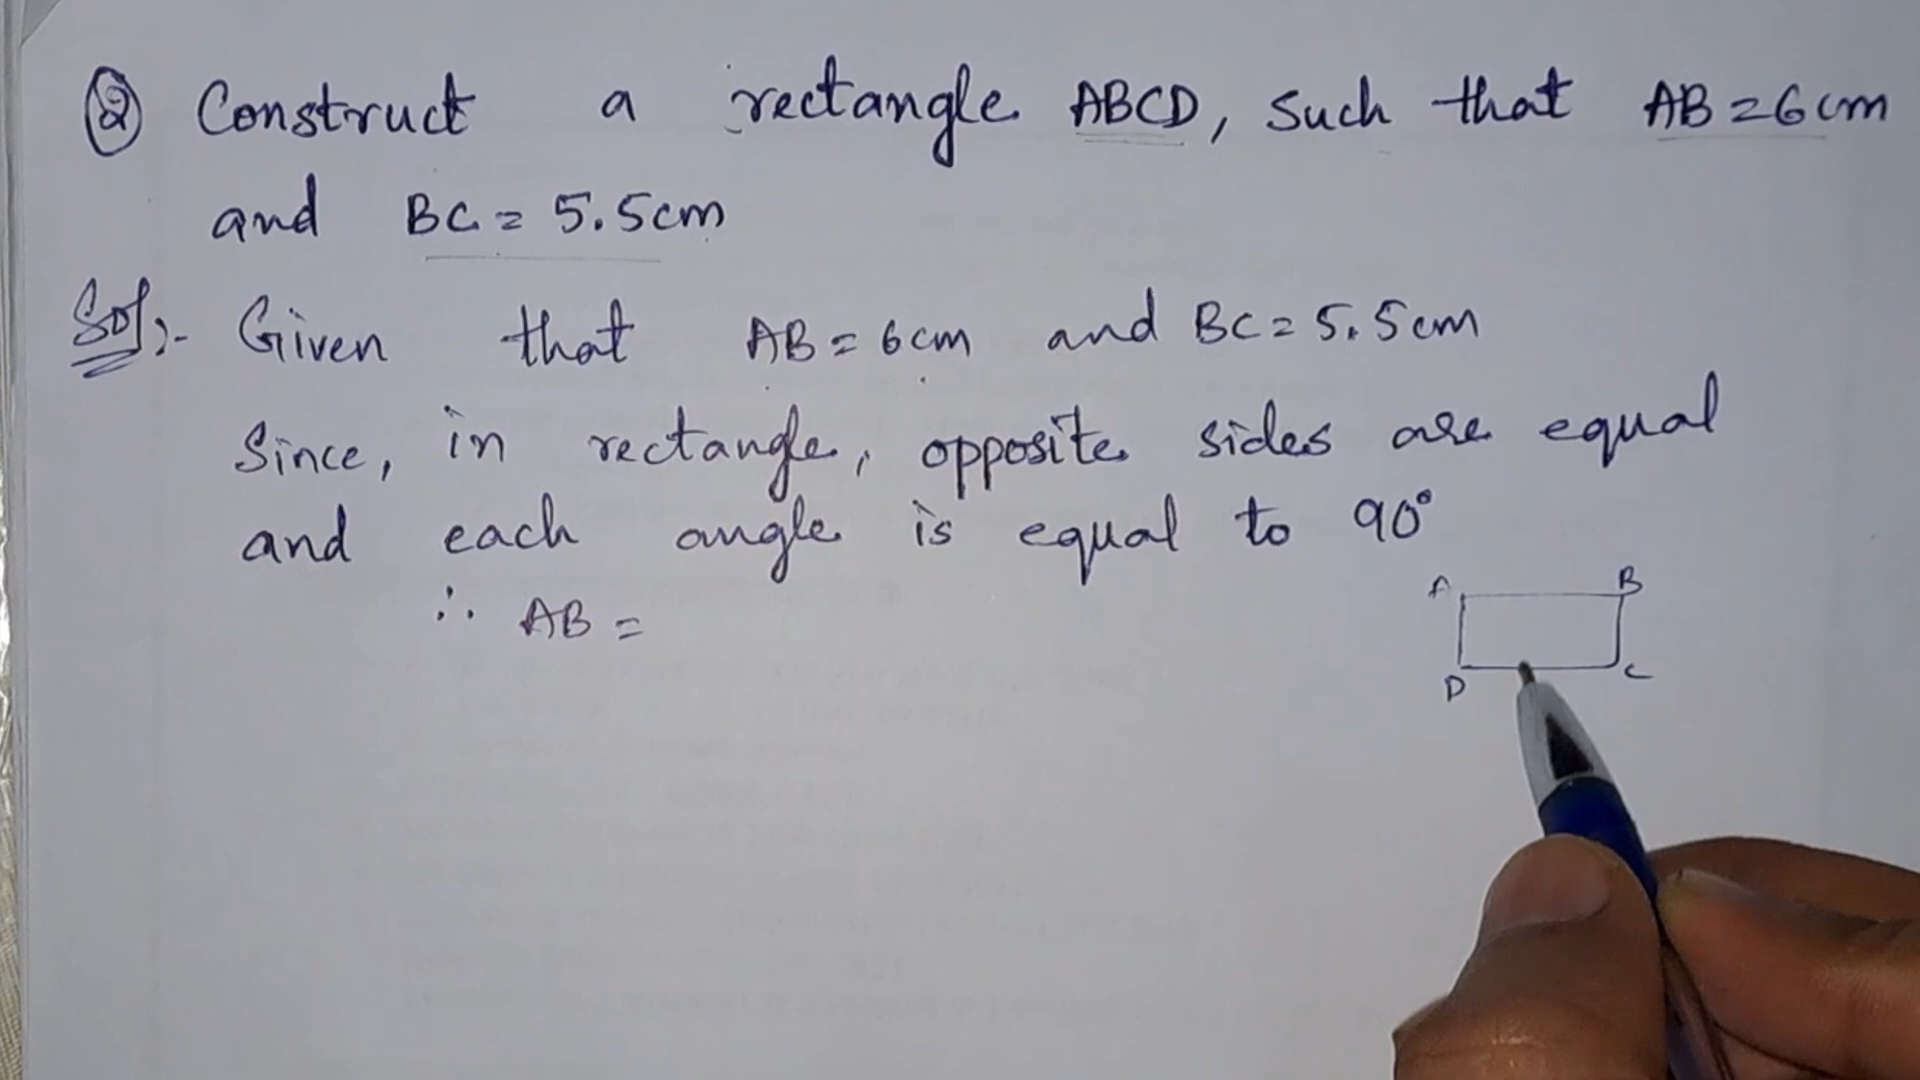 ② Construct a rectangle ABCD, such that AB = 6cm
and BC = 5.5cm
Sol:- Given that AB = 6cm and BC = 5.5cm
Since, in rectangle, opposite sides are equal
and each angle is equal to 90°
∴ AB =
A B
D C